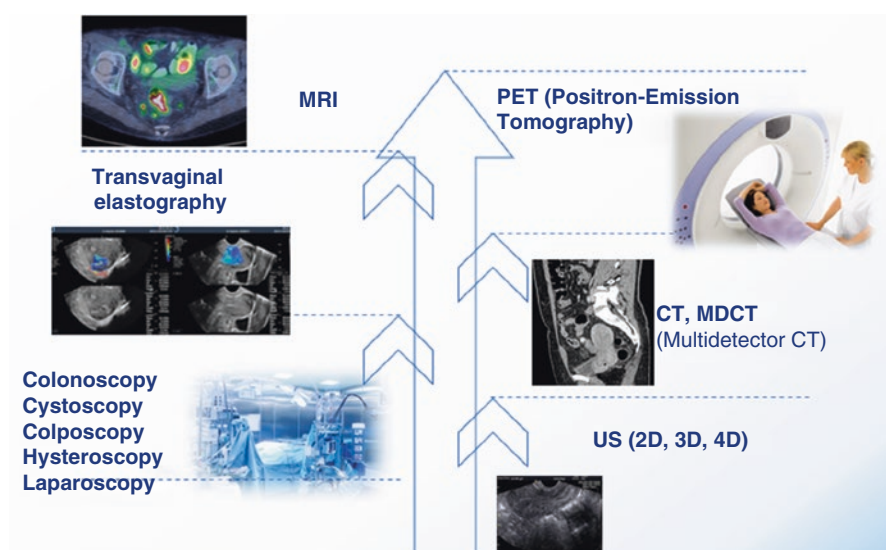 MRI
PET (Positron-Emission
Tomography)
Transvaginal
elastography
CT, MDCT
(Multidetector CT)
Colonoscopy
Cystoscopy
Colposcopy
Hysteroscopy
Laparoscopy
US (2D, 3D, 4D)